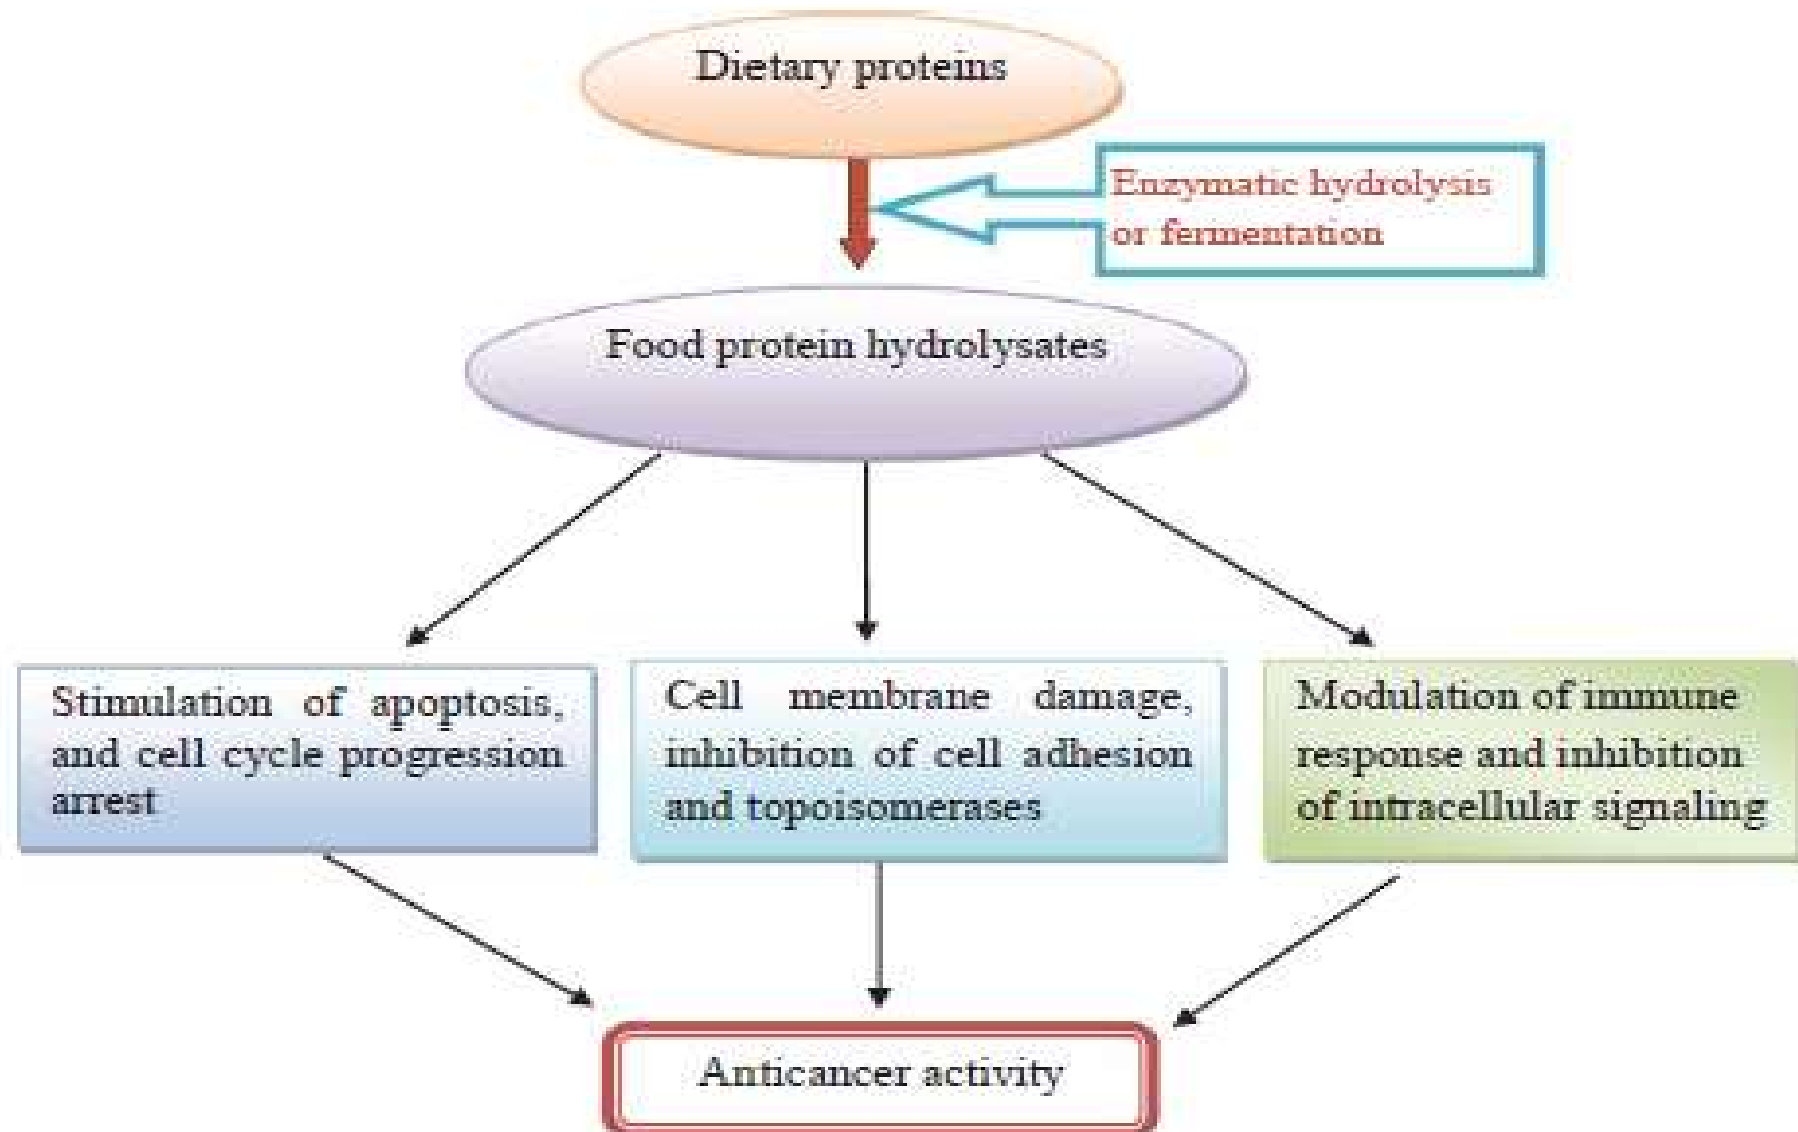 Dietary proteins
Enzymatic hydrolysis
or fermentation
Food protein hydrolysates
Stimulation of apoptosis,
and cell cycle progression
arrest
Cell membrane damage,
inhibition of cell adhesion
and topoisomerases
Modulation of immune
response and inhibition
of intracellular signaling
Anticancer activity